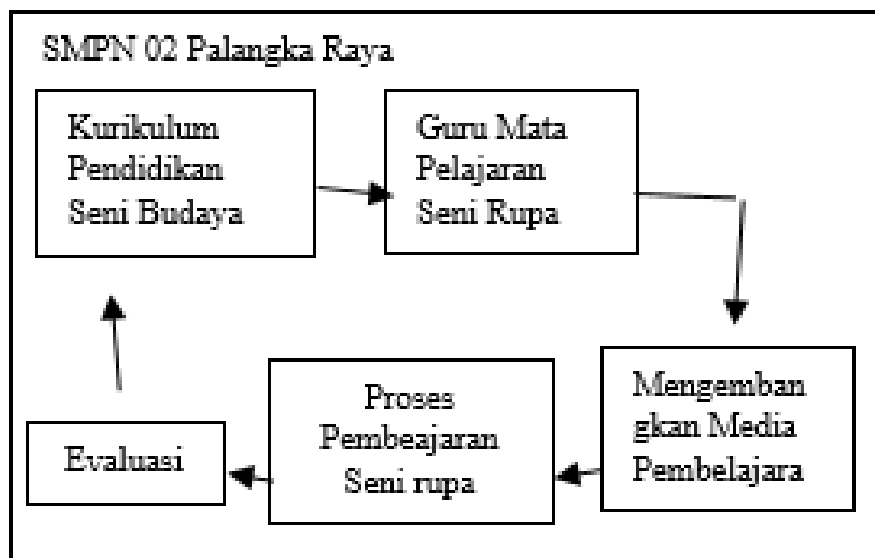 SMPN 02 Palangka Raya
Kurikulum
Pendidikan
Seni Budaya
Guru Mata
Pelajaran
Seni Rupa
Mengemban
gkan Media
Pembelajara
Proses
Pembeajaran
Seni rupa
Evaluasi